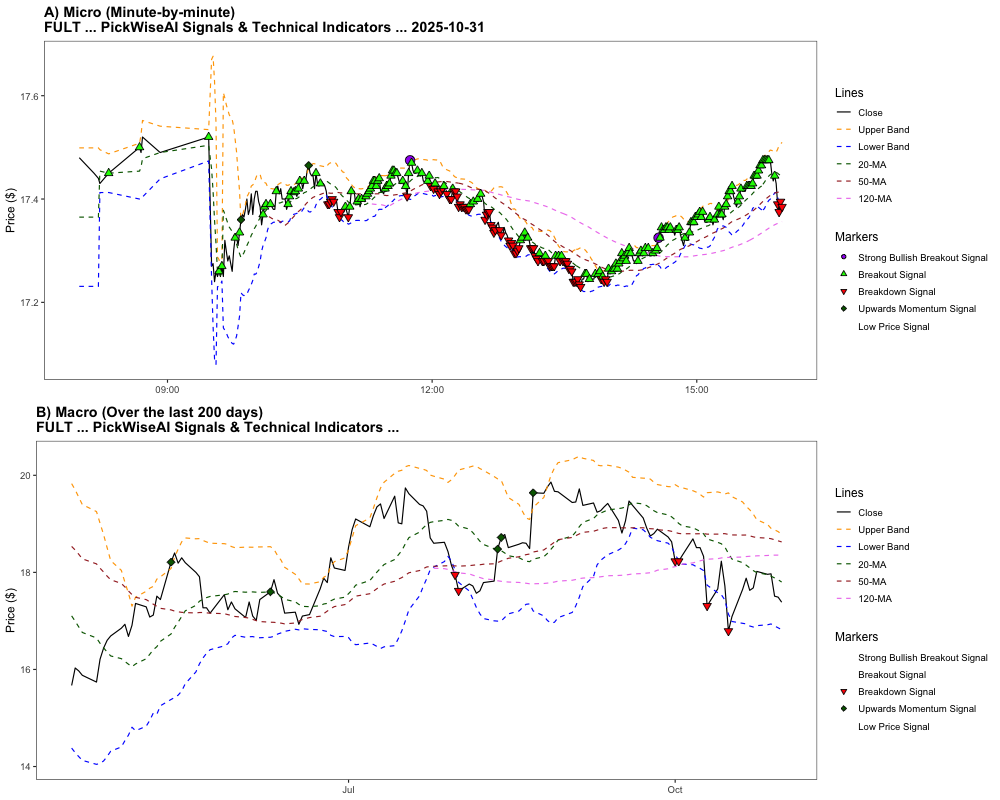 A) Micro (Minute-by-minute)
FULT ... PickWiseAI Signals & Technical Indicators ... 2025-10-31
Price ($)
17.6
17.4
17.2
09:00
12:00
15:00
Lines
Close
Upper Band
Lower Band
20-MA
50-MA
120-MA
Markers
Strong Bullish Breakout Signal
Breakout Signal
Breakdown Signal
Upwards Momentum Signal
Low Price Signal
B) Macro (Over the last 200 days)
FULT ... PickWiseAI Signals & Technical Indicators ...
Price ($)
20
18
16
14
Jul
Oct
Lines
Close
Upper Band
Lower Band
20-MA
50-MA
120-MA
Markers
Strong Bullish Breakout Signal
Breakout Signal
Breakdown Signal
Upwards Momentum Signal
Low Price Signal